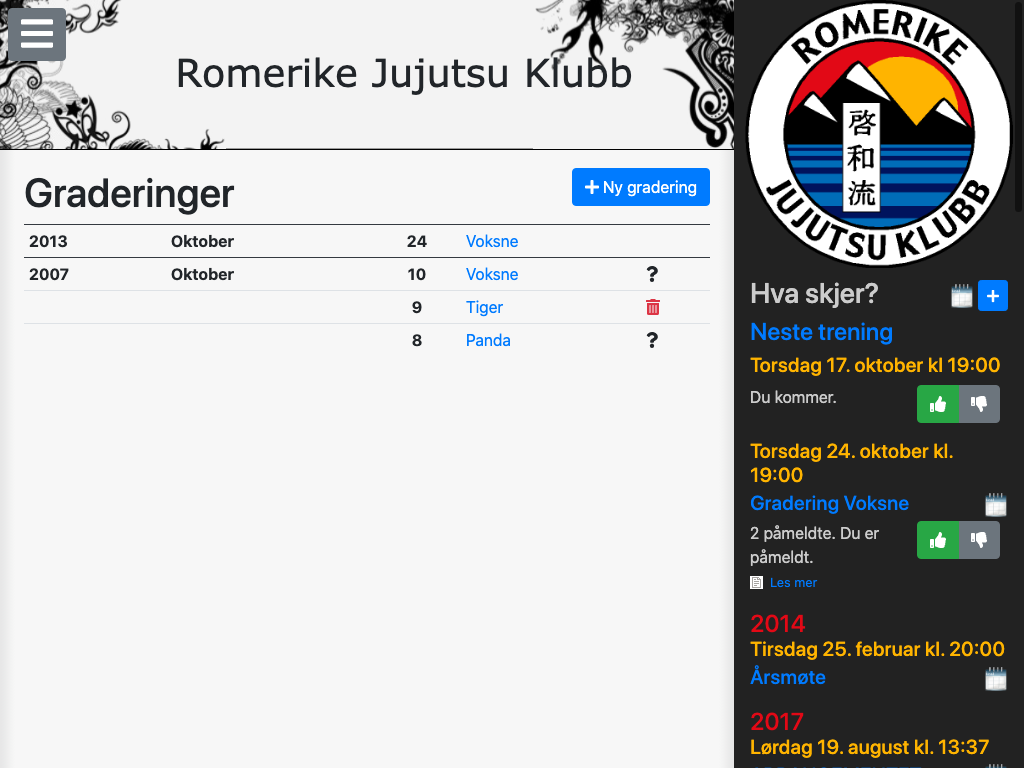 Romerike Jujutsu Klubb
Graderinger
Ny gradering
2013 Oktober 24 Voksne
2007 Oktober 10 Voksne ?
9 Tiger
8 Panda ?
ROMERIKE
啓和流
JUJUTSU KLUBB
Hva skjer?
Neste trening
Torsdag 17. oktober kl 19:00
Du kommer.
Torsdag 24. oktober kl.
19:00
Gradering Voksne
2 påmeldte. Du er
påmeldt.
Les mer
2014
Tirsdag 25. februar kl. 20:00
Årsmøte
2017
Lørdag 19. august kl. 13:37